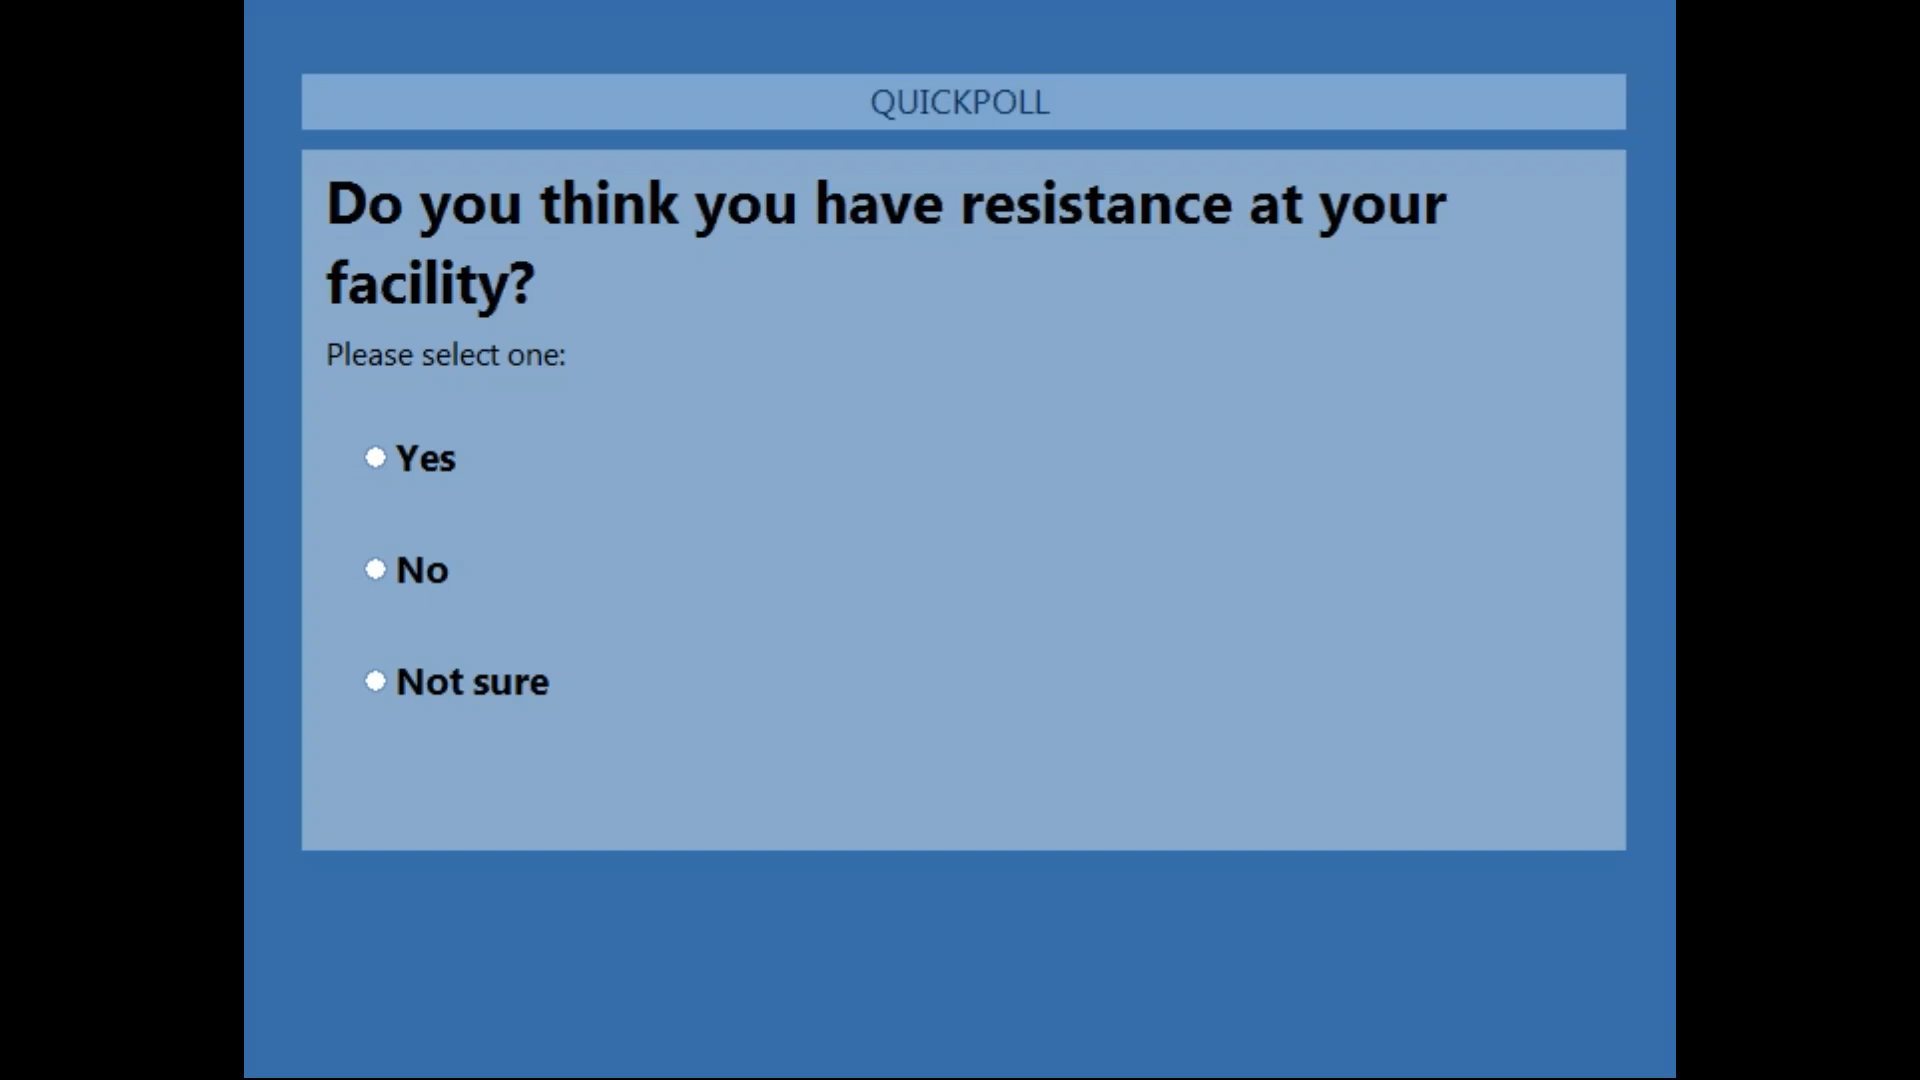 QUICKPOLL
Do you think you have resistance at your
facility?
Please select one:
Yes
No
Not sure